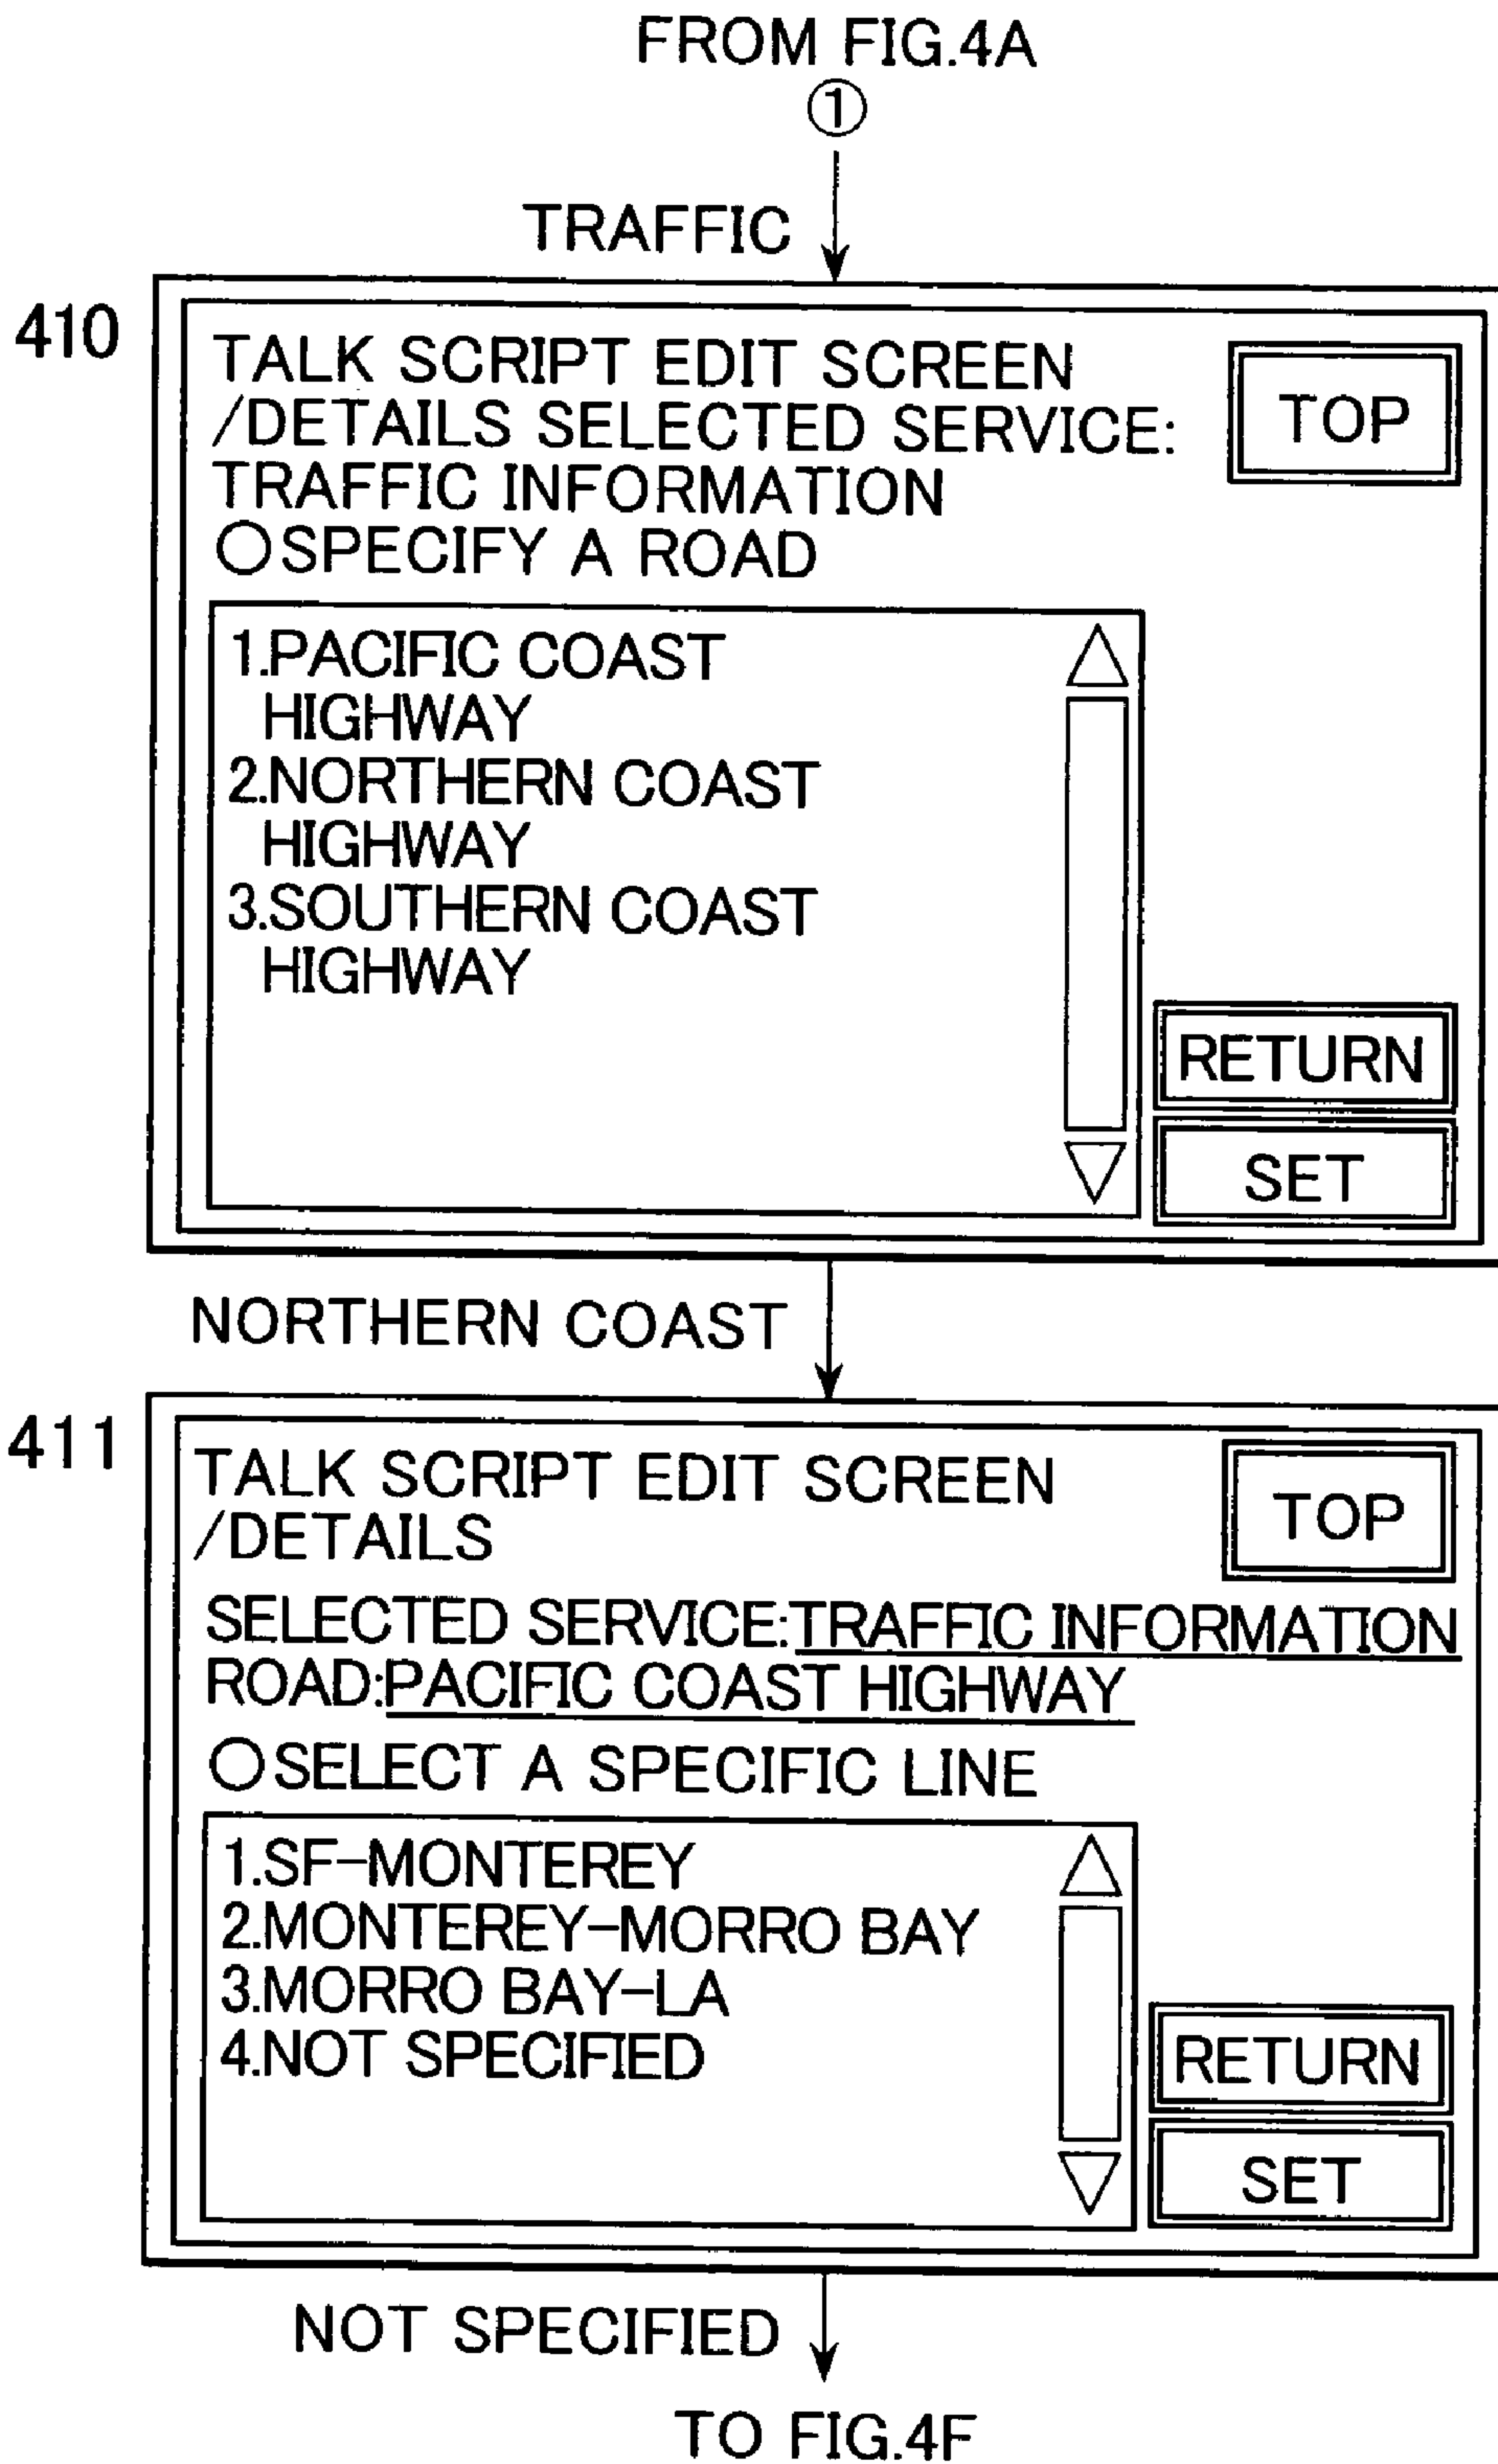 FROM FIG.4A
①
TRAFFIC
410
TALK SCRIPT EDIT SCREEN
/DETAILS SELECTED SERVICE:
TRAFFIC INFORMATION
○SPECIFY A ROAD
TOP
1.PACIFIC COAST
HIGHWAY
2.NORTHERN COAST
HIGHWAY
3.SOUTHERN COAST
HIGHWAY
RETURN
SET
NORTHERN COAST
411
TALK SCRIPT EDIT SCREEN
/DETAILS
TOP
SELECTED SERVICE:TRAFFIC INFORMATION
ROAD:PACIFIC COAST HIGHWAY
○SELECT A SPECIFIC LINE
1.SF-MONTEREY
2.MONTEREY-MORRO BAY
3.MORRO BAY-LA
4.NOT SPECIFIED
RETURN
SET
NOT SPECIFIED
TO FIG.4F